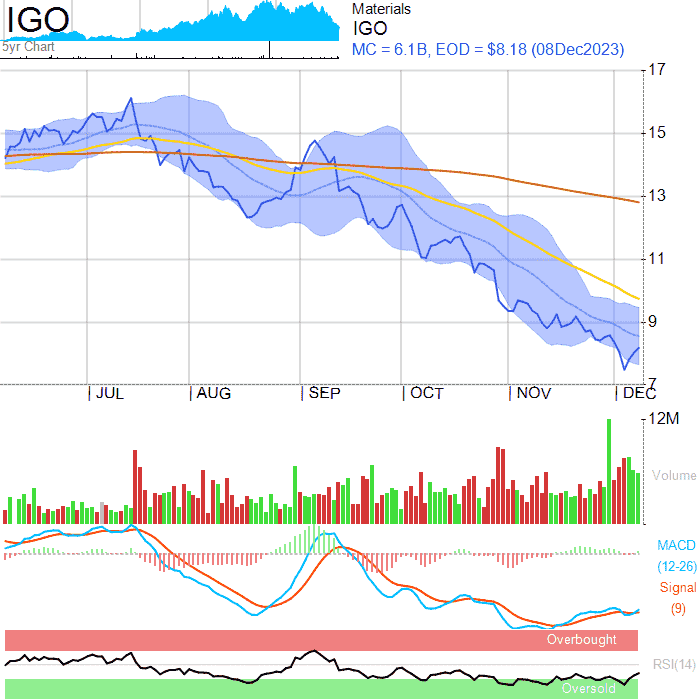 IGO
5yr Chart
Materials
IGO
MC = 6.1B, EOD = $8.18 (08Dec2023)
17
15
13
11
9
7
JUL AUG SEP OCT NOV DEC
12M
Volume
MACD
(12-26)
Signal
(9)
Overbought
RSI(14)
Oversold